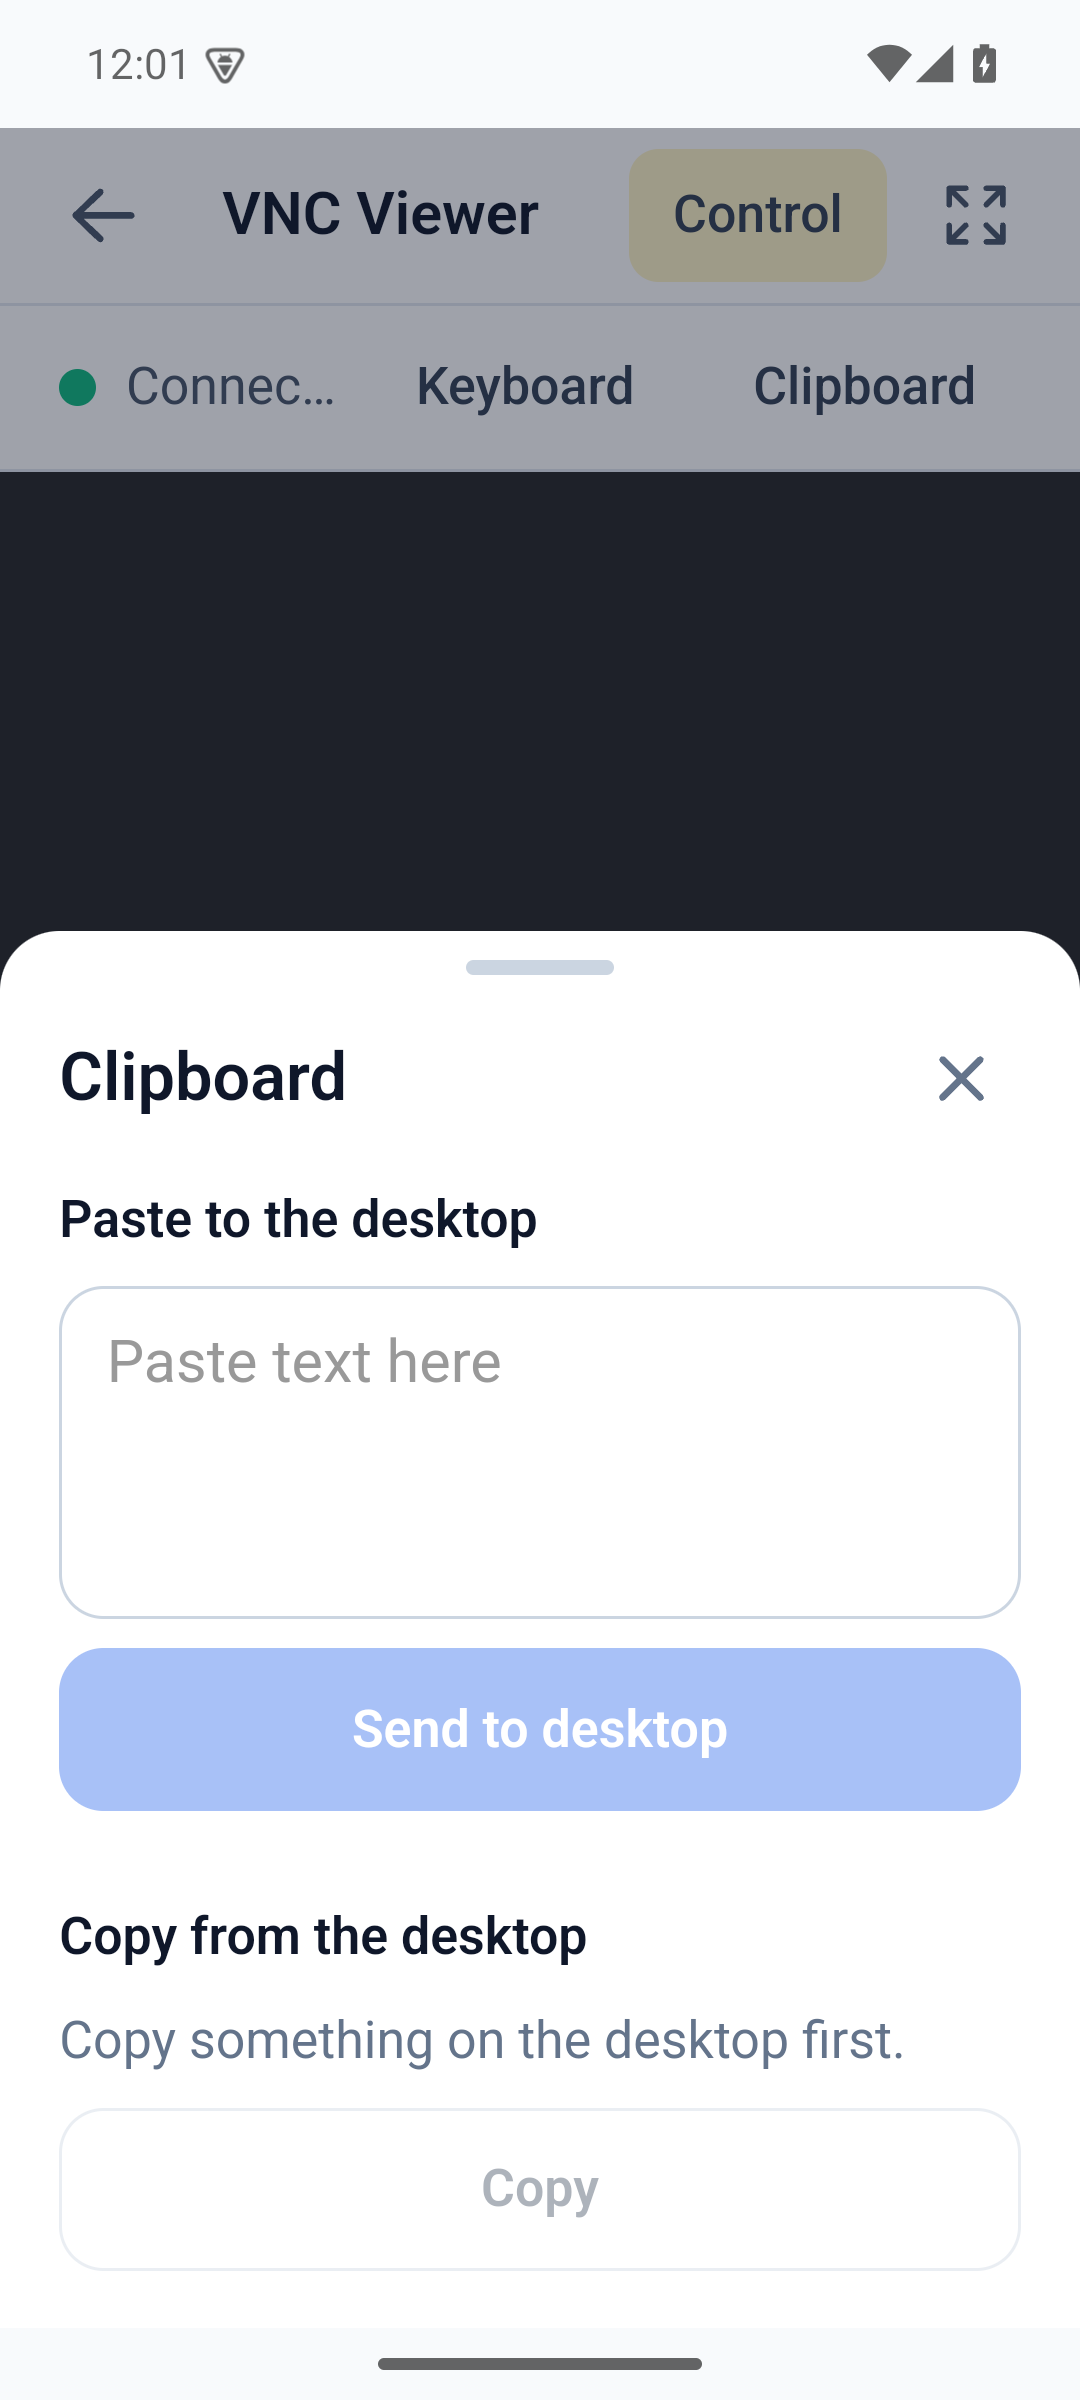 12:01
VNC Viewer
Control
Connec...
Keyboard
Clipboard
Clipboard
Paste to the desktop
Paste text here
Send to desktop
Copy from the desktop
Copy something on the desktop first.
Copy